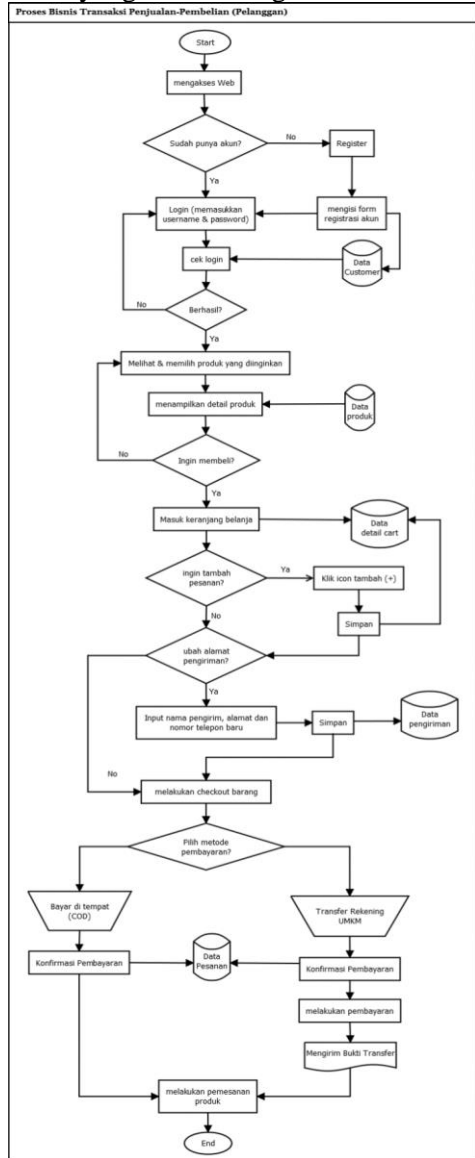 Proses Bisnis Transaksi Penjualan-Pembelian (Pelanggan)
Start
mengakses Web
Sudah punya akun?
No
Register
Ya
Login (memasukkan
username & password)
mengisi form
registrasi akun
cek login
Data
Customer
No
Berhasil?
Ya
Melihat & memilih produk yang diinginkan
menampilkan detail produk
Data
produk
No
Ingin membeli?
Ya
Masuk keranjang belanja
Data
detail cart
ingin tambah
pesanan?
Ya
Klik icon tambah (+)
No
Simpan
ubah alamat
pengiriman?
Ya
Input nama pengirim, alamat dan
nomor telepon baru
Simpan
Data
pengiriman
No
melakukan checkout barang
Pilih metode
pembayaran?
Bayar di tempat
(COD)
Transfer Rekening
UMKM
Konfirmasi Pembayaran
Data
Pesanan
Konfirmasi Pembayaran
melakukan pembayaran
Mengirim Bukti Transfer
melakukan pemesanan
produk
End